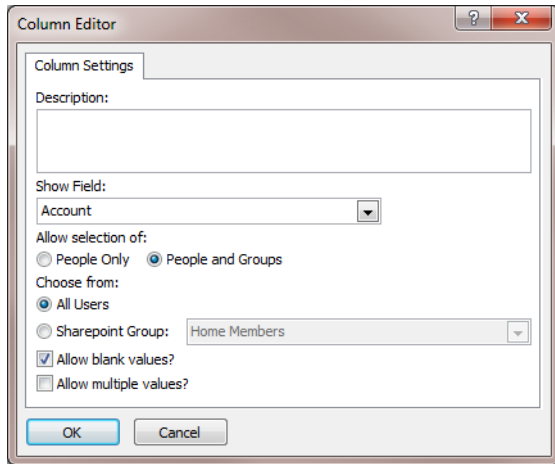 Column Editor
?
Column Settings
Description:
Show Field:
Account
Allow selection of:
People Only People and Groups
Choose from:
All Users
Sharepoint Group: Home Members
Allow blank values?
Allow multiple values?
OK Cancel